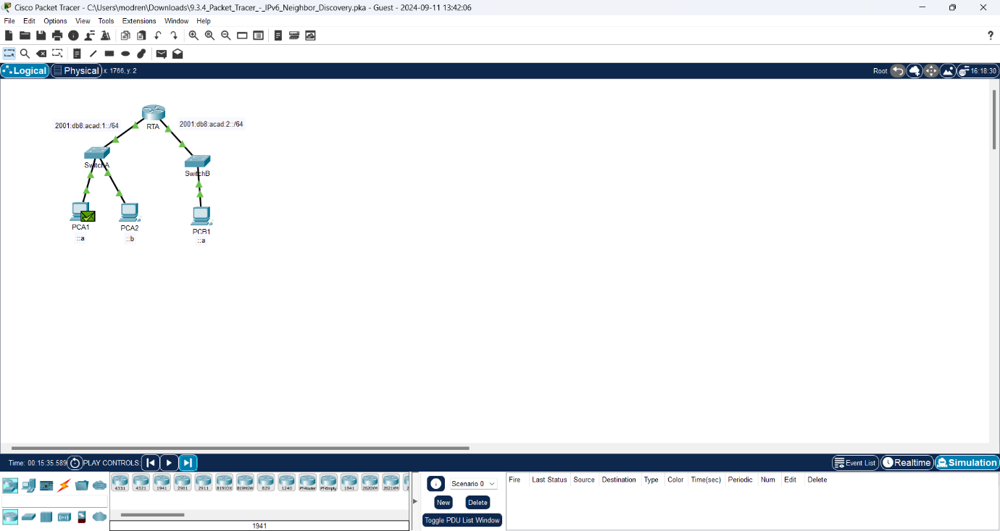 Cisco Packet Tracer - C:\Users\modren\Downloads\9.3.4_Packet_Tracer_-_IPv6_Neighbor_Discovery.pka - Guest - 2024-09-11 13:42:06
File Edit Options View Tools Extensions Window Help
?
Logical Physical x: 1766, y: 2 Root 16:18:30
2001:db8:acad:1::/64 2001:db8:acad:2::/64
RTA
SwitchA
SwitchB
PCA1 PCA2 PCB1
::a ::b ::a
Time: 00:15:35.589 PLAY CONTROLS: Event List Realtime Simulation
4331 4321 1941 2901 2911 819IOX 819HGW 829 1240 PT-Router PT-Empty 1841 2620XM 2621XM 2
1941
Scenario 0
New Delete
Toggle PDU List Window
Fire Last Status Source Destination Type Color Time(sec) Periodic Num Edit Delete